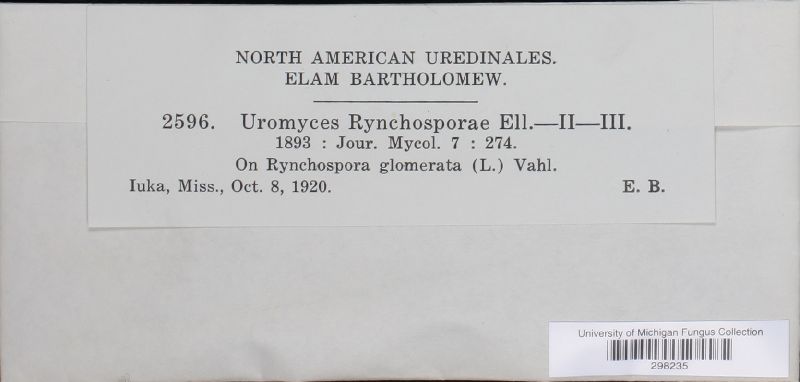 NORTH AMERICAN UREDINALES.
ELAM BARTHOLOMEW.
2596. Uromyces Rynchosporae Ell.—II—III.
1893 : Jour. Mycol. 7 : 274.
On Rynchospora glomerata (L.) Vahl.
Iuka, Miss., Oct. 8, 1920. E. B.
University of Michigan Fungus Collection
298235